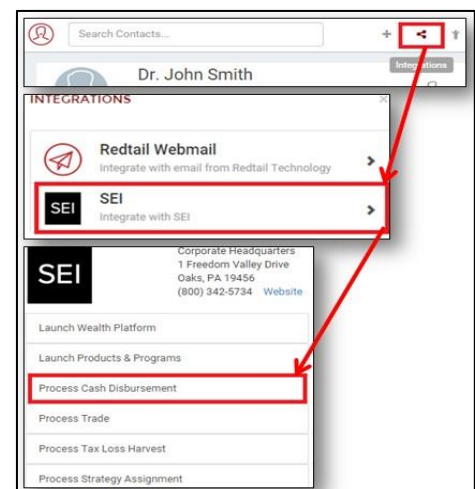 Search Contacts...
Dr. John Smith
Integrations
INTEGRATIONS
Redtail Webmail
Integrate with email from Redtail Technology
SEI
SEI
Integrate with SEI
SEI
Corporate Headquarters
1 Freedom Valley Drive
Oaks, PA 19456
(800) 342-5734 Website
Launch Wealth Platform
Launch Products & Programs
Process Cash Disbursement
Process Trade
Process Tax Loss Harvest
Process Strategy Assignment